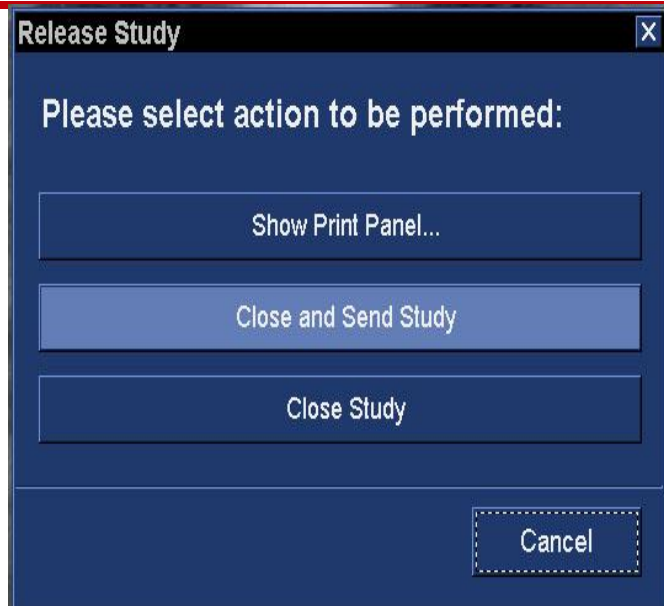 Release Study
Please select action to be performed:
Show Print Panel...
Close and Send Study
Close Study
Cancel